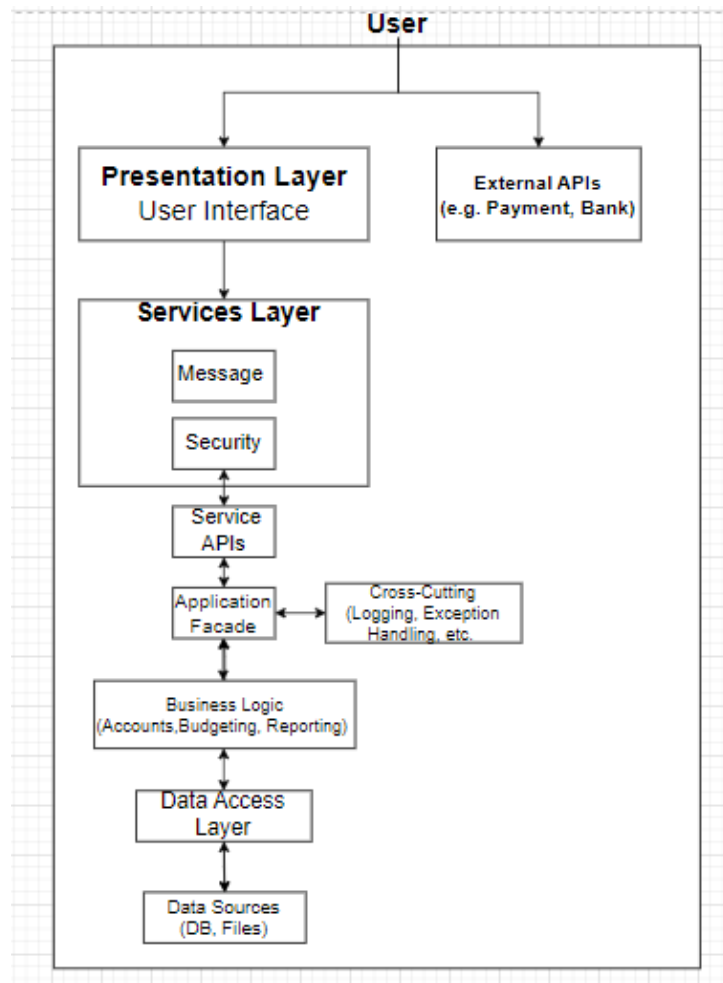 User
Presentation Layer
User Interface
External APIs
(e.g. Payment, Bank)
Services Layer
Message
Security
Service
APIs
Application
Facade
Cross-Cutting
(Logging, Exception
Handling, etc.
Business Logic
(Accounts,Budgeting, Reporting)
Data Access
Layer
Data Sources
(DB, Files)